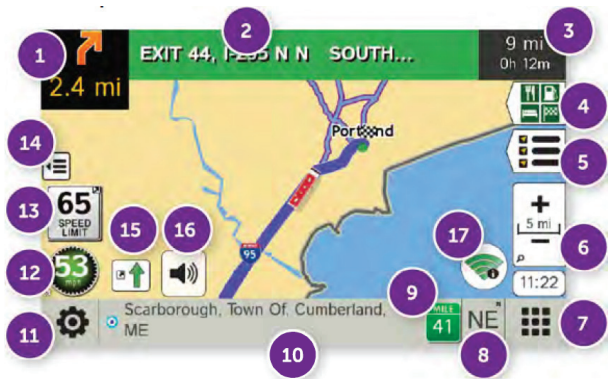 1
2
3
EXIT 44, I-295 N N SOUTH...
9 mi
0h 12m
2.4 mi
4
Portland
14
5
13
65
SPEED
LIMIT
15
16
+
5 mi
−
17
6
12
53
95
11:22
9
Scarborough, Town Of, Cumberland,
ME
MILE
41
NE
11
10
8
7